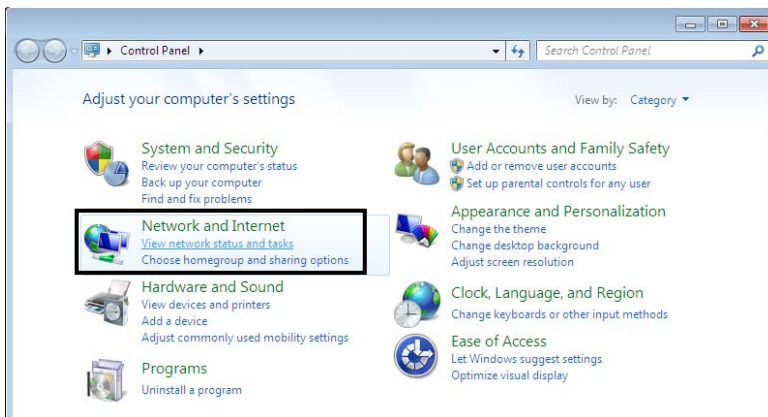 Control Panel
Search Control Panel
Adjust your computer's settings
View by: Category
System and Security
Review your computer's status
Back up your computer
Find and fix problems
Network and Internet
View network status and tasks
Choose homegroup and sharing options
Hardware and Sound
View devices and printers
Add a device
Adjust commonly used mobility settings
Programs
Uninstall a program
User Accounts and Family Safety
Add or remove user accounts
Set up parental controls for any user
Appearance and Personalization
Change the theme
Change desktop background
Adjust screen resolution
Clock, Language, and Region
Change keyboards or other input methods
Ease of Access
Let Windows suggest settings
Optimize visual display